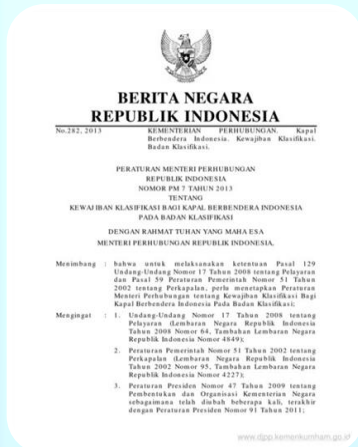 BERITA NEGARA
REPUBLIK INDONESIA
No.282, 2013
KEMENTERIAN PERHUBUNGAN. Kapal
Berbendera Indonesia. Kewajiban Klasifikasi.
Badan Klasifikasi.
PERATURAN MENTERI PERHUBUNGAN
REPUBLIK INDONESIA
NOMOR PM 7 TAHUN 2013
TENTANG
KEWAJIBAN KLASIFIKASI BAGI KAPAL BERBENDERA INDONESIA
PADA BADAN KLASIFIKASI
DENGAN RAHMAT TUHAN YANG MAHA ESA
MENTERI PERHUBUNGAN REPUBLIK INDONESIA,
Menimbang : bahwa untuk melaksanakan ketentuan Pasal 129
Undang-Undang Nomor 17 Tahun 2008 tentang Pelayaran
dan Pasal 59 Peraturan Pemerintah Nomor 51 Tahun
2002 tentang Perkapalan, perlu menetapkan Peraturan
Menteri Perhubungan tentang Kewajiban Klasifikasi Bagi
Kapal Berbendera Indonesia Pada Badan Klasifikasi;
Mengingat : 1. Undang-Undang Nomor 17 Tahun 2008 tentang
Pelayaran (Lembaran Negara Republik Indonesia
Tahun 2008 Nomor 64, Tambahan Lembaran Negara
Republik Indonesia Nomor 4849);
2. Peraturan Pemerintah Nomor 51 Tahun 2002 tentang
Perkapalan (Lembaran Negara Republik Indonesia
Tahun 2002 Nomor 95, Tambahan Lembaran Negara
Republik Indonesia Nomor 4227);
3. Peraturan Presiden Nomor 47 Tahun 2009 tentang
Pembentukan dan Organisasi Kementerian Negara
sebagaimana telah diubah beberapa kali, terakhir
dengan Peraturan Presiden Nomor 91 Tahun 2011;
www.djpp.kemenkumham.go.id